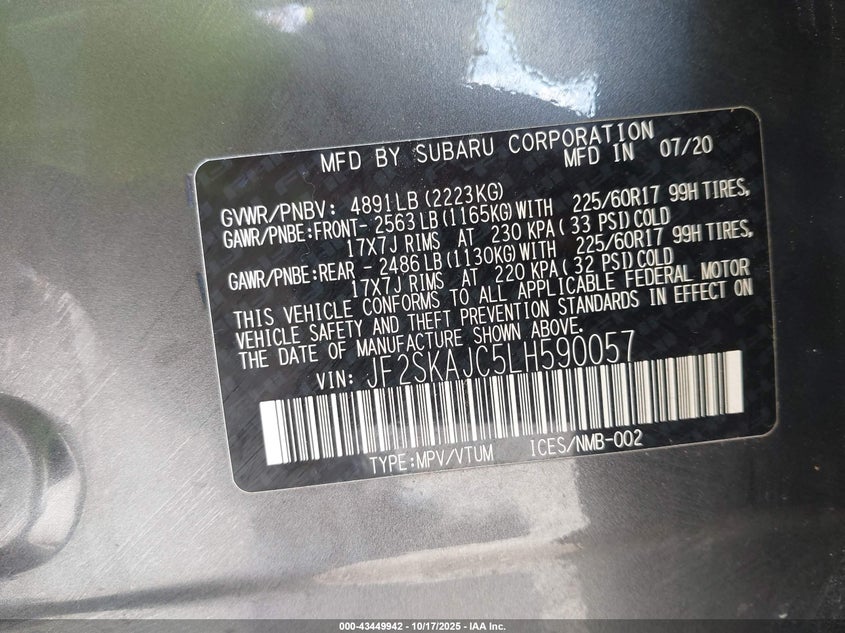 MFD BY SUBARU CORPORATION
MFD IN 07/20
GVWR/PNBV: 4891LB (2223KG)
GAWR/PNBE:FRONT- 2563LB (1165KG)WITH 225/60R17 99H TIRES,
17X7J RIMS AT 230 KPA( 33 PSI)COLD
GAWR/PNBE:REAR - 2486LB (1130KG)WITH 225/60R17 99H TIRES,
17X7J RIMS AT 220 KPA( 32 PSI)COLD
THIS VEHICLE CONFORMS TO ALL APPLICABLE FEDERAL MOTOR
VEHICLE SAFETY AND THEFT PREVENTION STANDARDS IN EFFECT ON
THE DATE OF MANUFACTURE SHOWN ABOVE.
VIN: JF2SKAJC5LH590057
TYPE:MPV/VTUM ICES/NMB-002
000-43449942 - 10/17/2025 - IAA Inc.